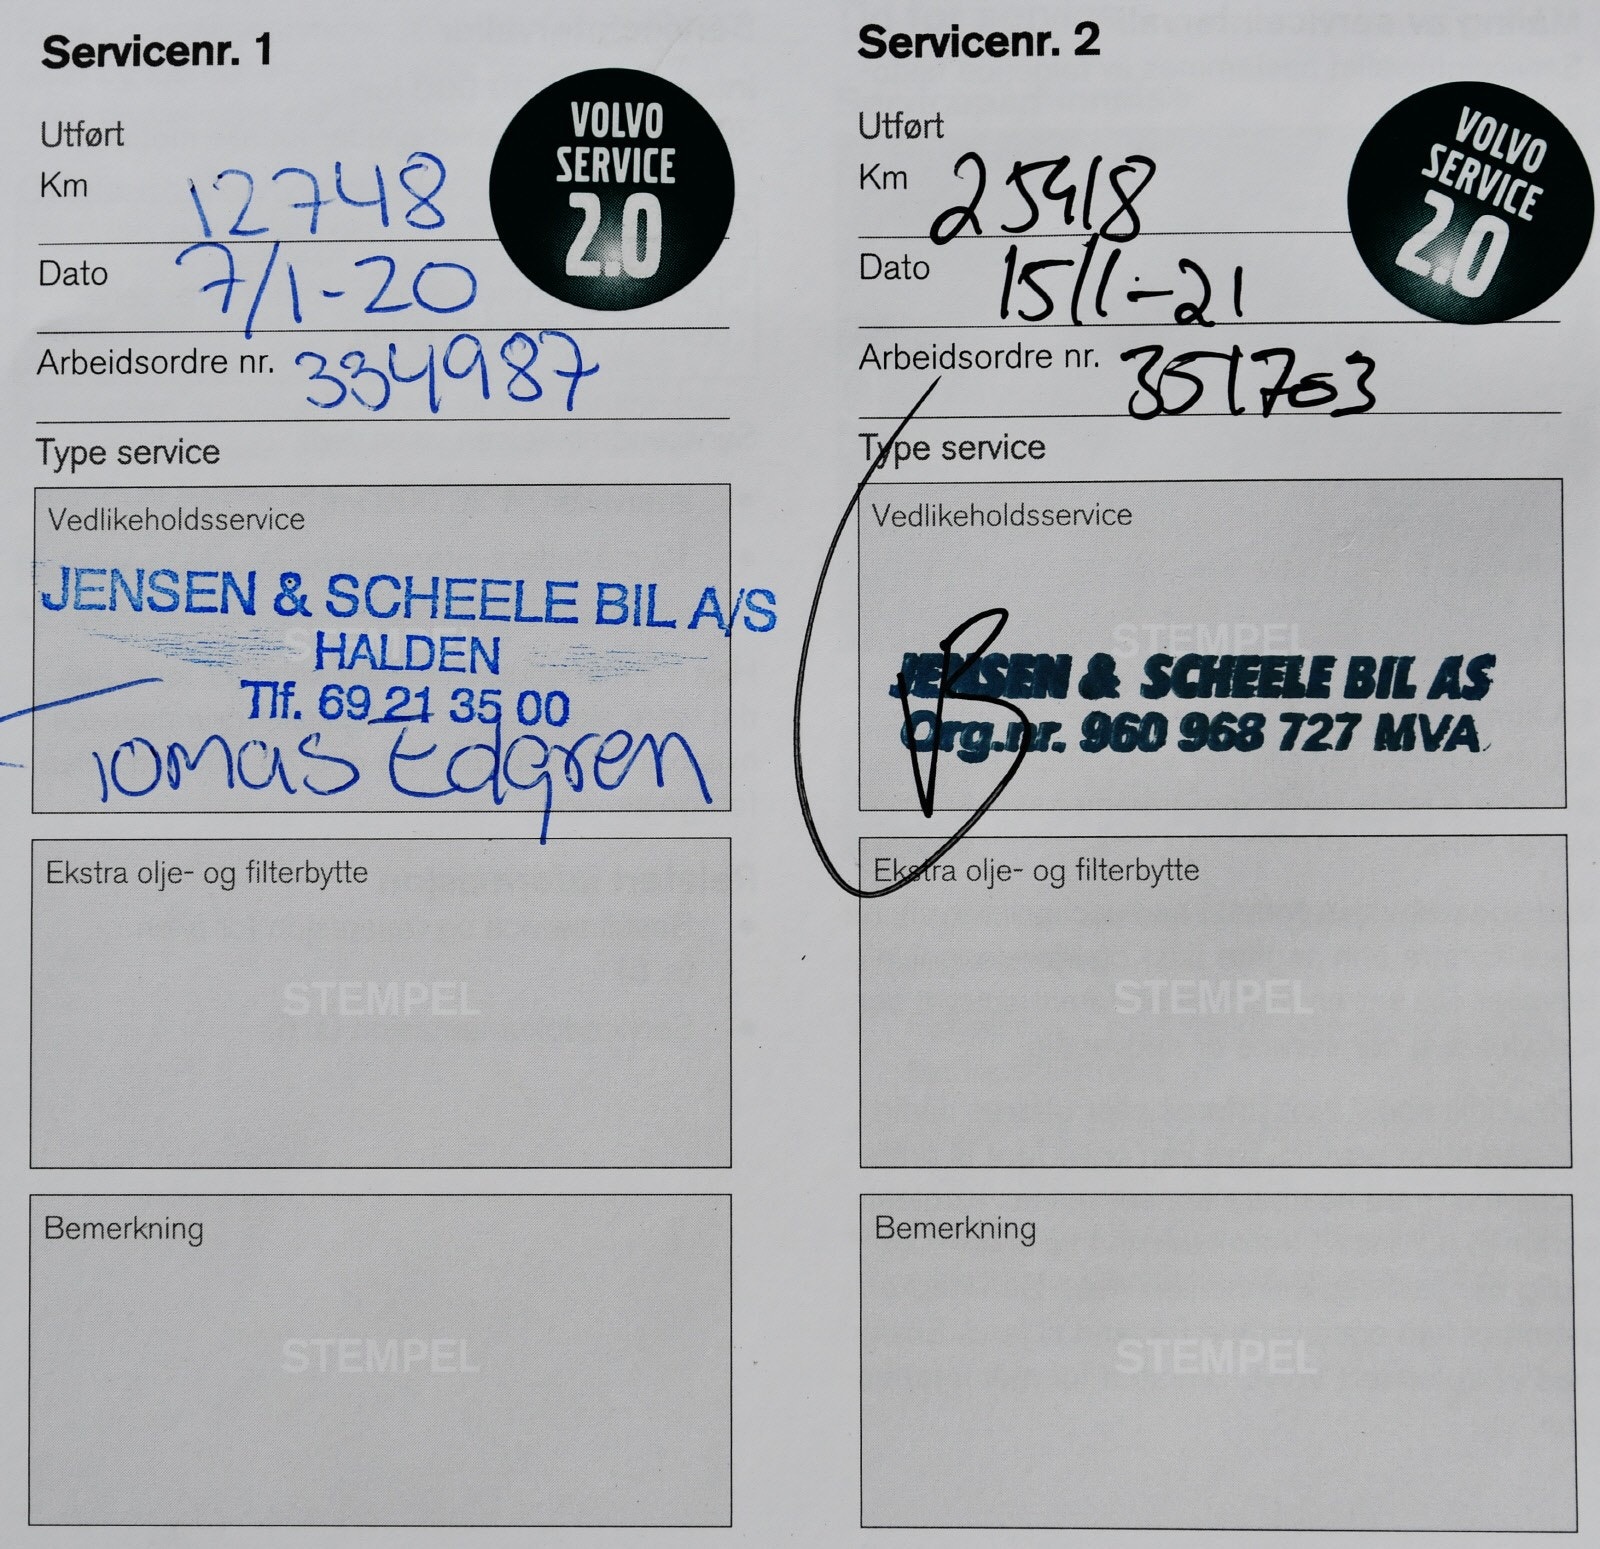 Servicenr. 1
Utført
Km 12748
Dato 7/1-20
Arbeidsordre nr. 334987
Type service
Vedlikeholdsservice
STEMPEL
JENSEN & SCHEELE BIL A/S
HALDEN
Tlf. 69 21 35 00
Tomas Edgren
Ekstra olje- og filterbytte
STEMPEL
Bemerkning
STEMPEL
VOLVO
SERVICE
2.0
Servicenr. 2
Utført
Km 25418
Dato 15/1-21
Arbeidsordre nr. 351703
Type service
Vedlikeholdsservice
STEMPEL
JENSEN & SCHEELE BIL AS
Org.nr. 960 968 727 MVA
Ekstra olje- og filterbytte
STEMPEL
Bemerkning
STEMPEL
VOLVO
SERVICE
2.0